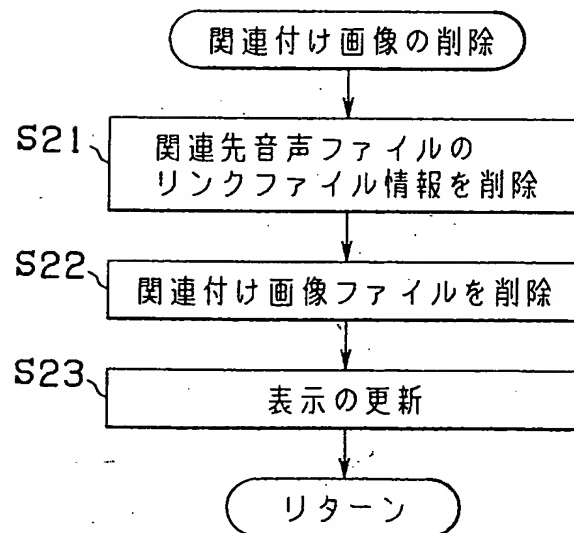 関連付け画像の削除
S21
関連先音声ファイルの
リンクファイル情報を削除
S22
関連付け画像ファイルを削除
S23
表示の更新
リターン